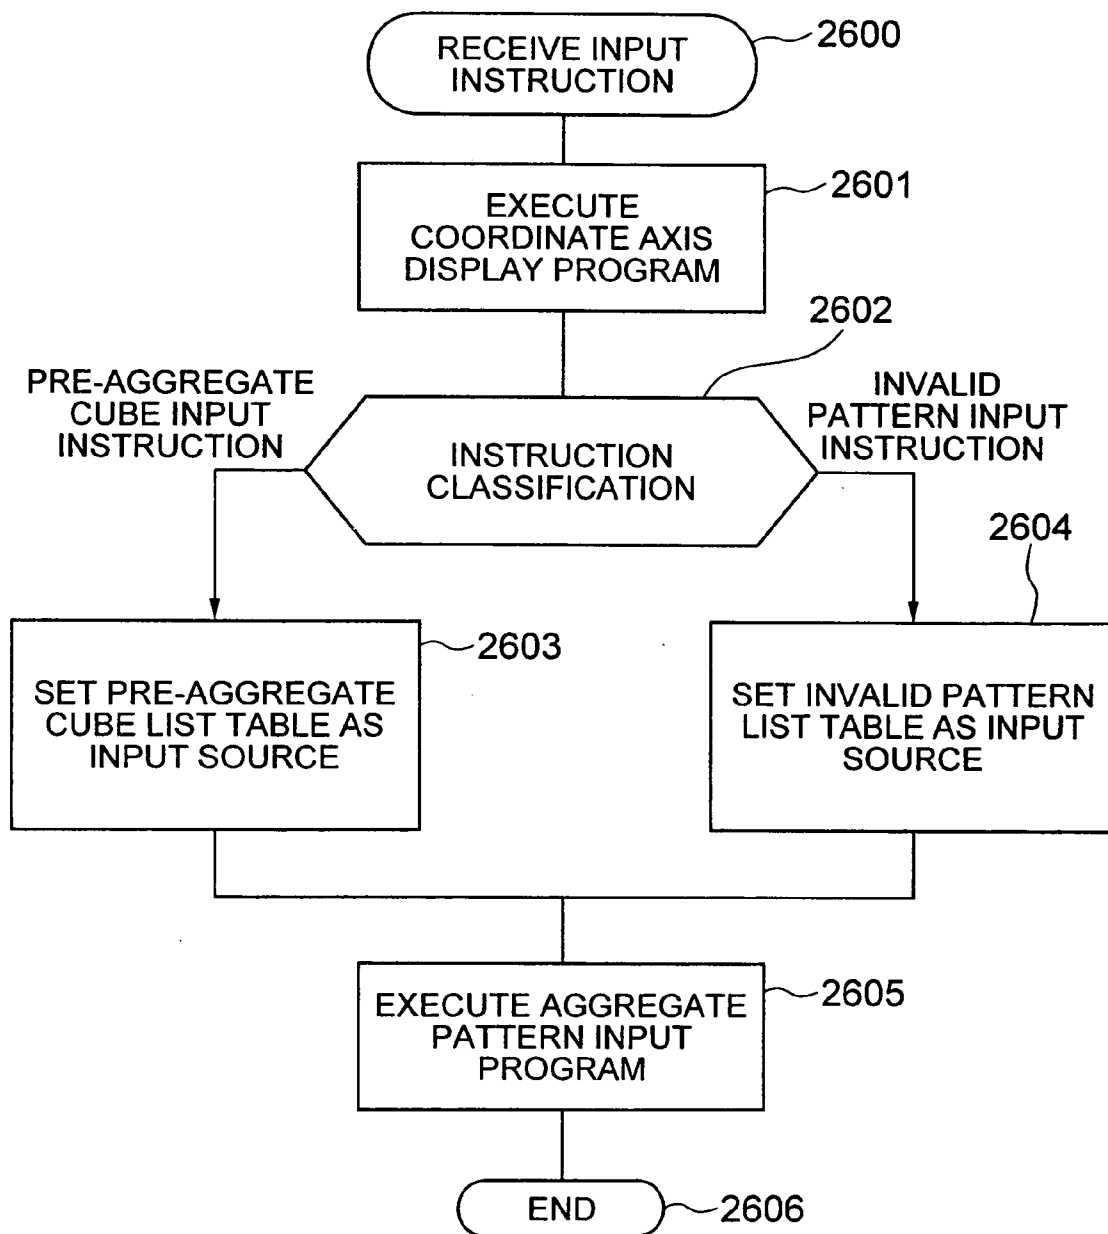 RECEIVE INPUT
INSTRUCTION
2600
EXECUTE
COORDINATE AXIS
DISPLAY PROGRAM
2601
2602
PRE-AGGREGATE
CUBE INPUT
INSTRUCTION
INSTRUCTION
CLASSIFICATION
INVALID
PATTERN INPUT
INSTRUCTION
2604
2603
SET PRE-AGGREGATE
CUBE LIST TABLE AS
INPUT SOURCE
SET INVALID PATTERN
LIST TABLE AS INPUT
SOURCE
EXECUTE AGGREGATE
PATTERN INPUT
PROGRAM
2605
END
2606